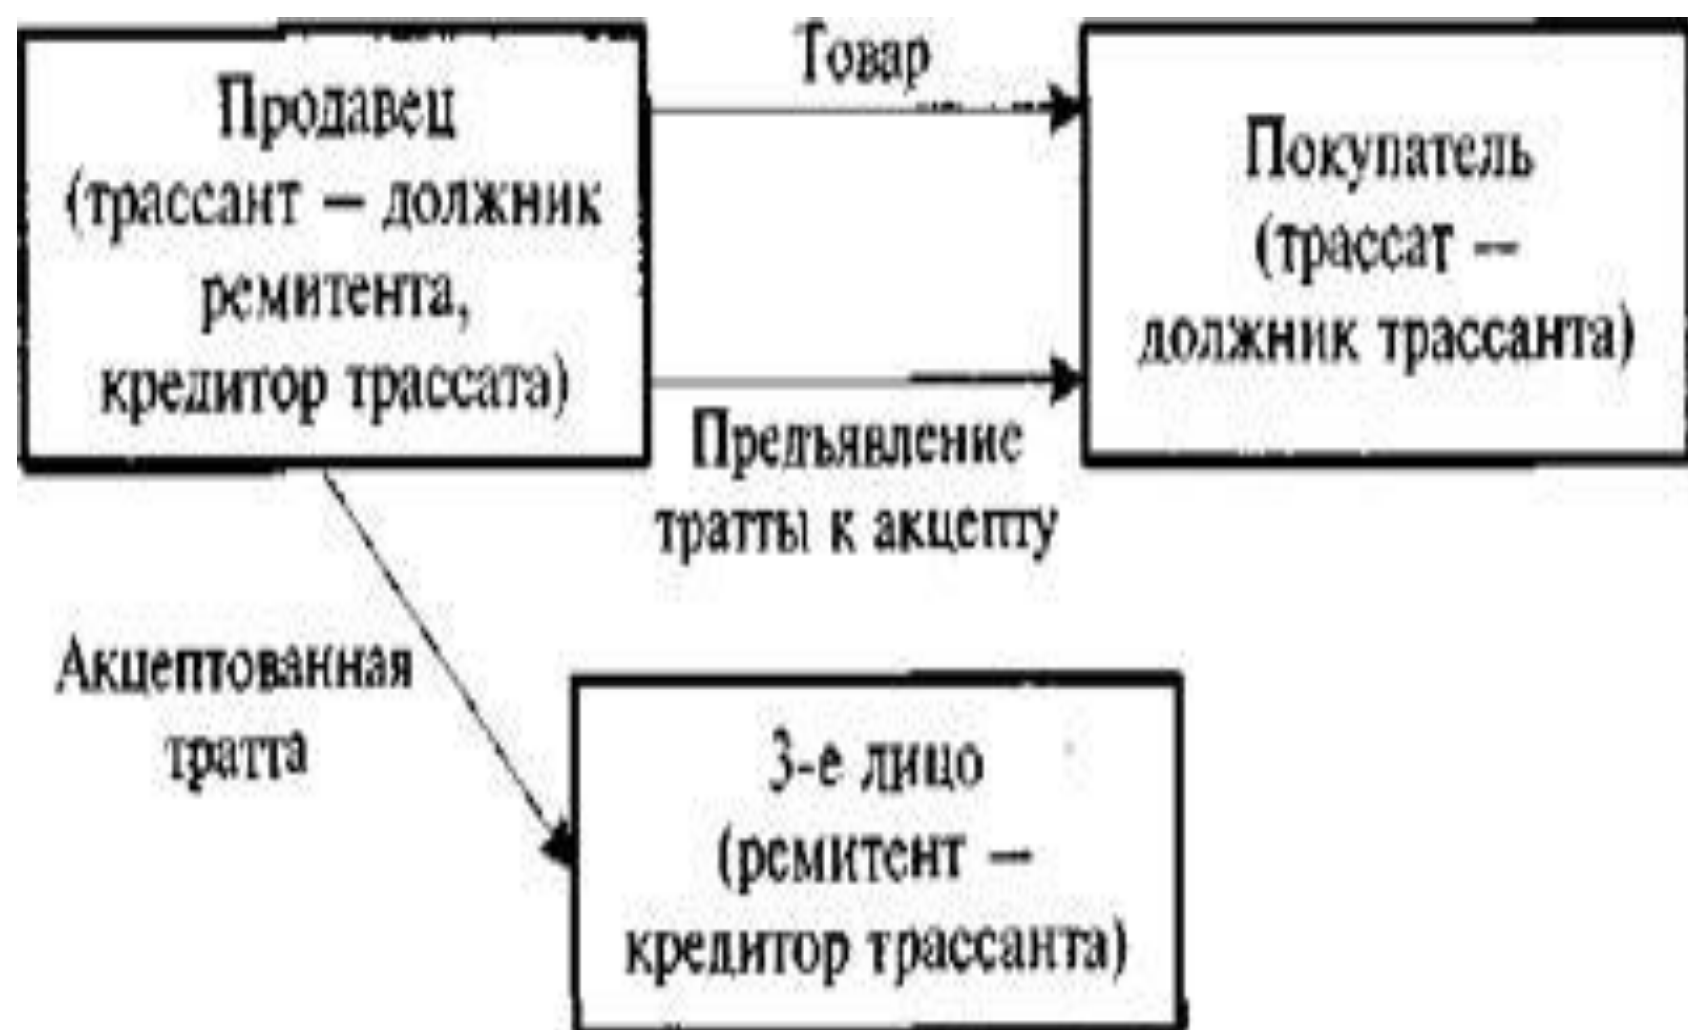 Продавец
(трассант — должник
ремитента,
кредитор трассата)
Товар
Покупатель
(трассат —
должник трассанта)
Предъявление
тратты к акцепту
Акцептованная
тратта
3-е лицо
(ремитент —
кредитор трассанта)